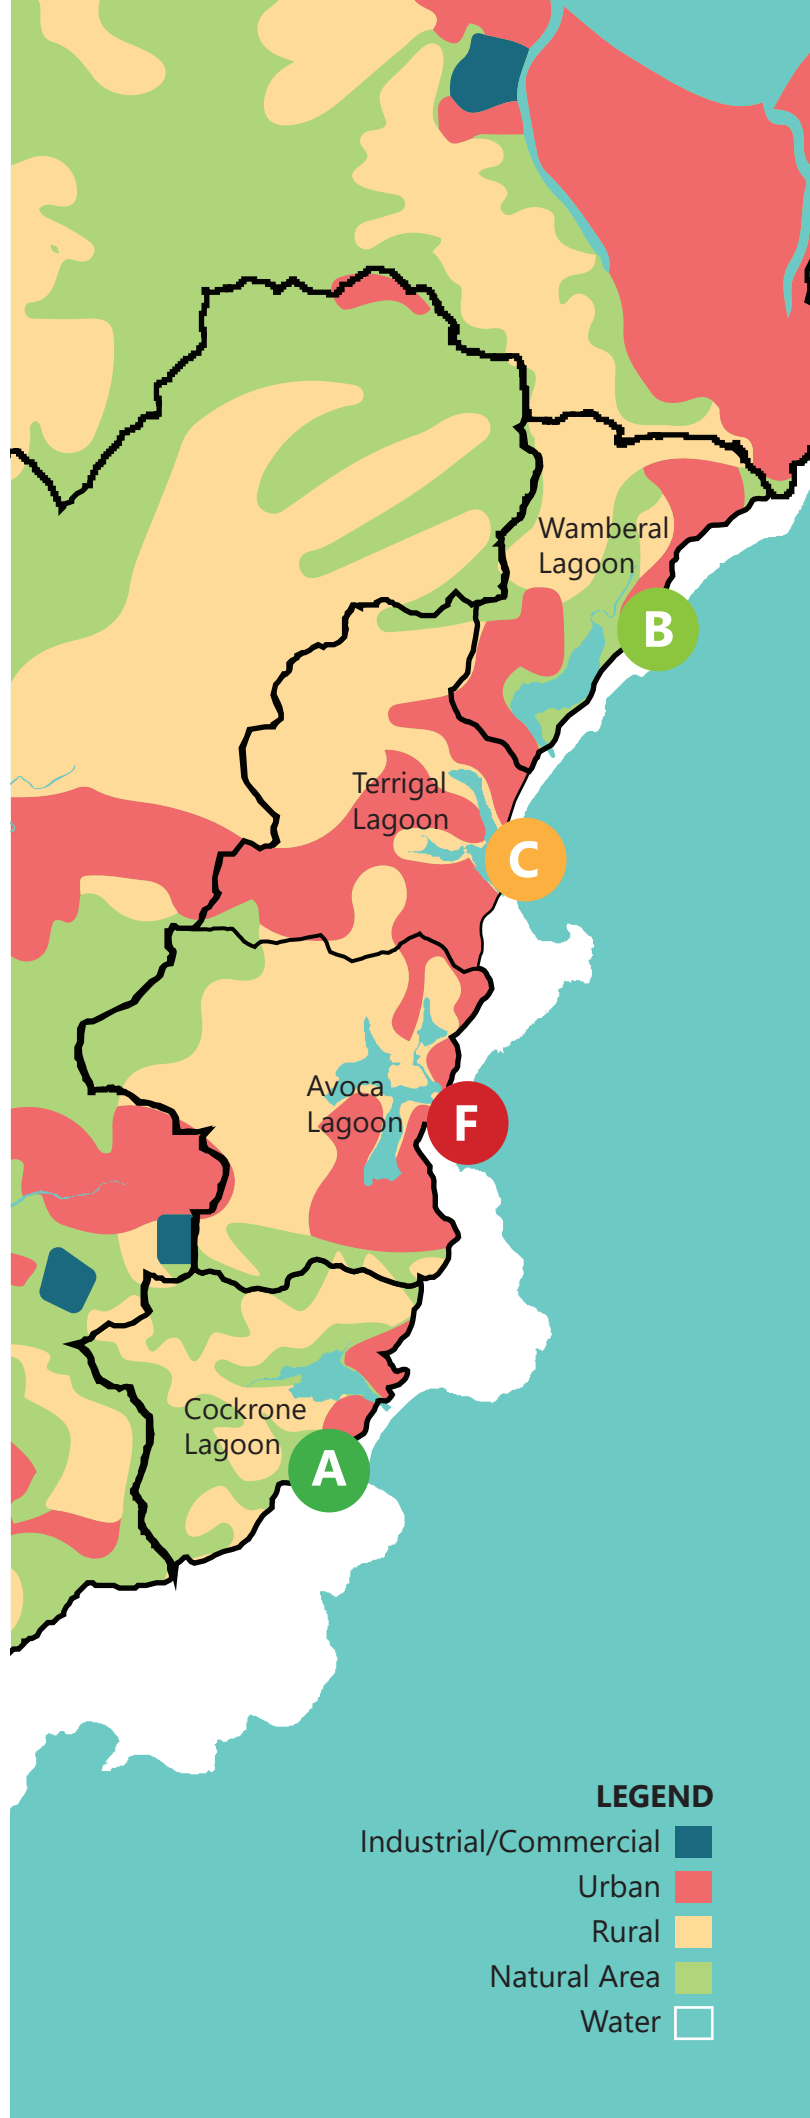 Wamberal
Lagoon
B
Terrigal
Lagoon
C
Avoca
Lagoon
F
Cockrone
Lagoon
A
LEGEND
Industrial/Commercial
Urban
Rural
Natural Area
Water